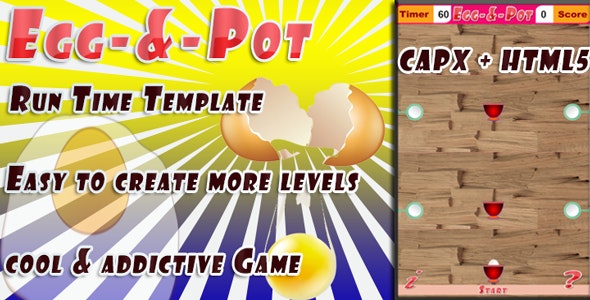 Egg-&-Pot
Run Time Template
Easy to create more levels
cool & addictive Game
Timer 60 Egg-&-Pot 0 Score
CAPX + HTML5
i Start ?